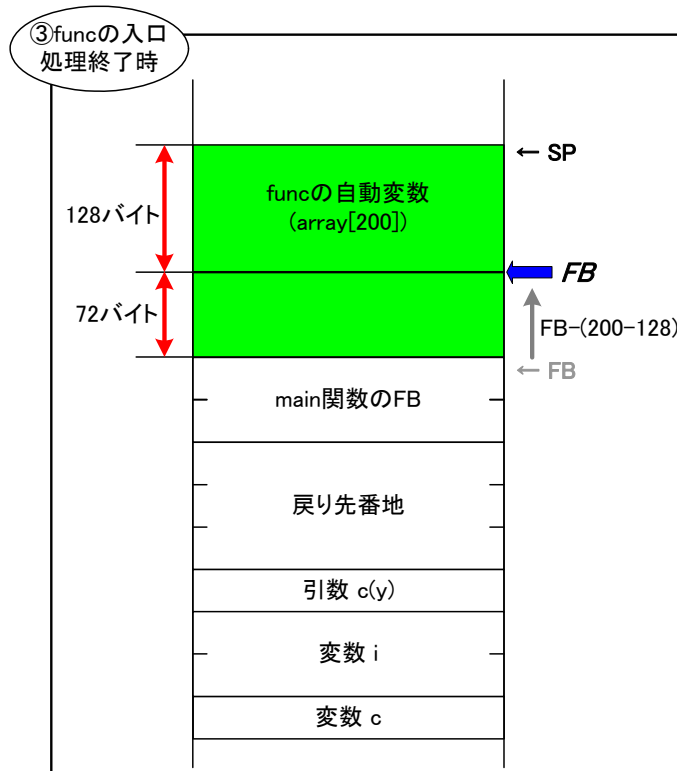 ③funcの入口
処理終了時
← SP
funcの自動変数
(array[200])
128バイト
FB
72バイト
FB-(200-128)
← FB
main関数のFB
戻り先番地
引数 c(y)
変数 i
変数 c